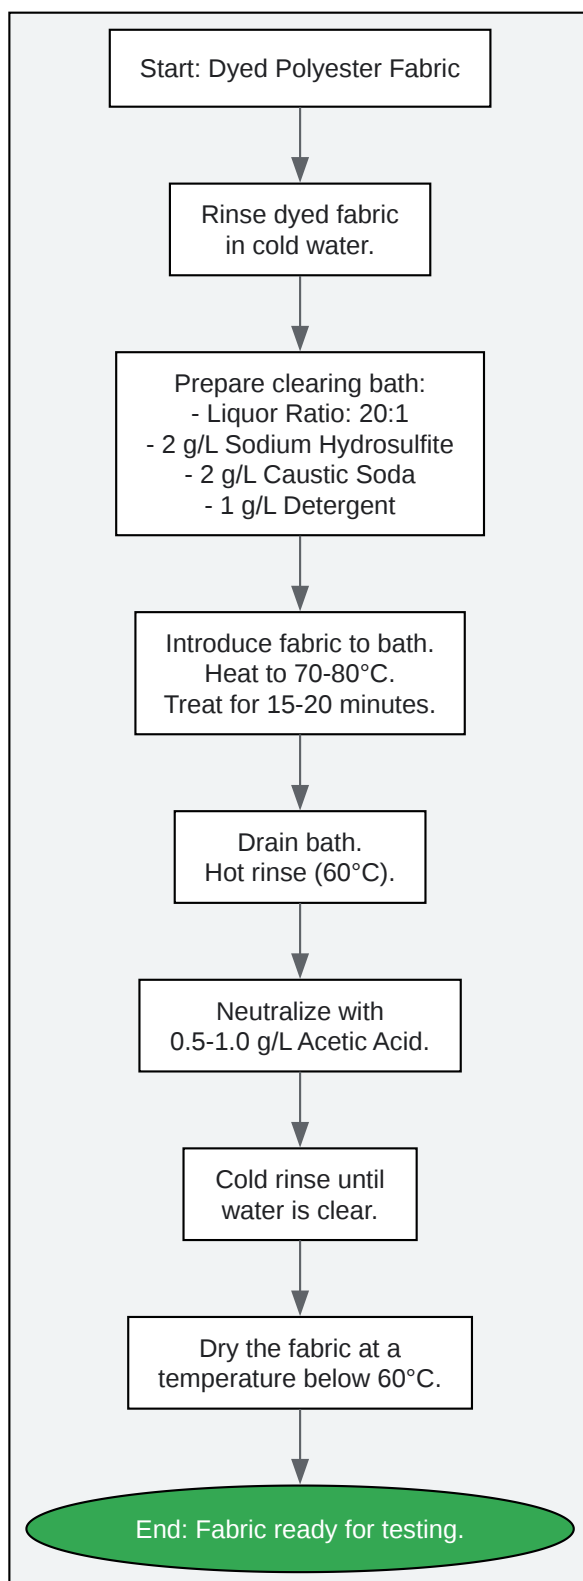 Start: Dyed Polyester Fabric
Rinse dyed fabric
in cold water.
Prepare clearing bath:
- Liquor Ratio: 20:1
- 2 g/L Sodium Hydrosulfite
- 2 g/L Caustic Soda
- 1 g/L Detergent
Introduce fabric to bath.
Heat to 70-80°C.
Treat for 15-20 minutes.
Drain bath.
Hot rinse (60°C).
Neutralize with
0.5-1.0 g/L Acetic Acid.
Cold rinse until
water is clear.
Dry the fabric at a
temperature below 60°C.
End: Fabric ready for testing.